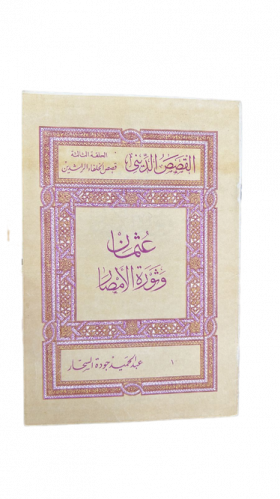 القصص الديني
الحلقة الثالثة
قصص الخلفاء الراشدين
عثمان
وثورة الأمصار
عبد الحميد جودة السحار
١